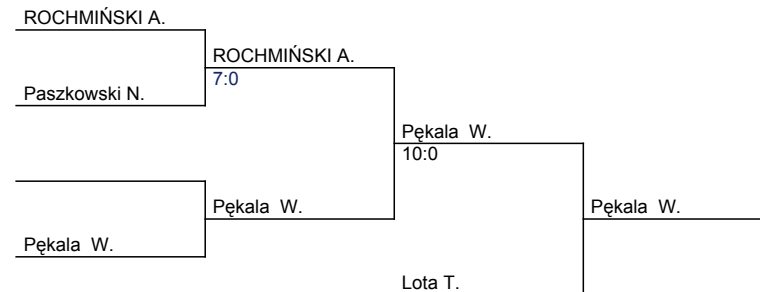 ROCHMIŃSKI A.
ROCHMIŃSKI A.
7:0
Paszkowski N.
Pękala  W.
10:0
Pękala  W.
Pękala  W.
Pękala  W.
Lota T.